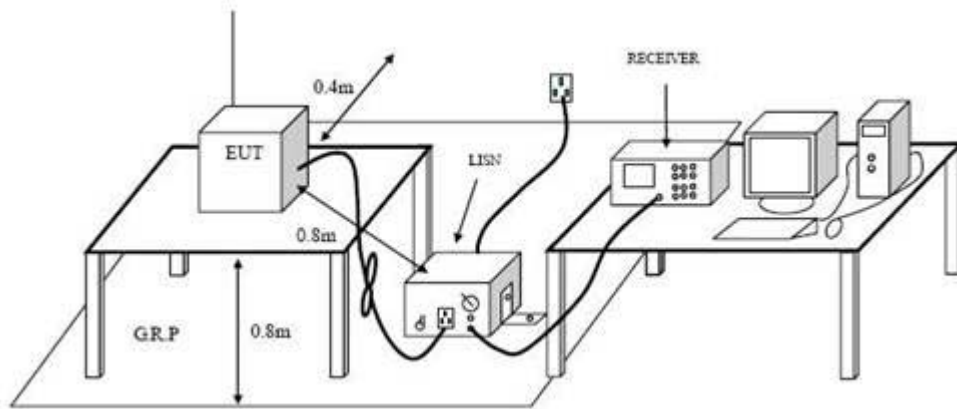 0.4m
RECEIVER
EUT
LISN
0.8m
G.R.P
0.8m